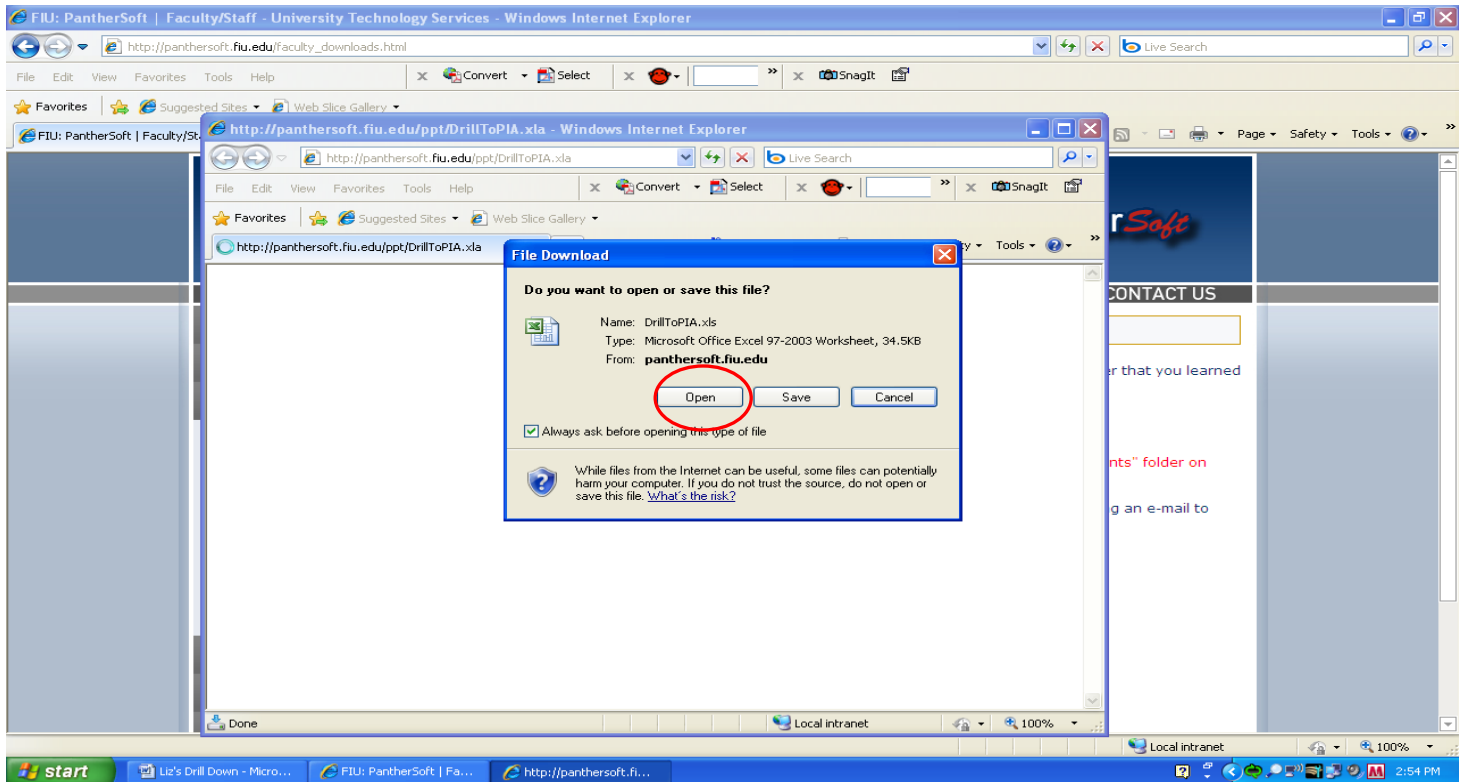 FIU: PantherSoft | Faculty/Staff - University Technology Services - Windows Internet Explorer
http://panthersoft.fiu.edu/faculty_downloads.html
Live Search
File Edit View Favorites Tools Help
x Convert Select x » x SnagIt
Favorites Suggested Sites Web Slice Gallery
FIU: PantherSoft | Faculty/St
Page Safety Tools »
http://panthersoft.fiu.edu/ppt/DrillToPIA.xla - Windows Internet Explorer
http://panthersoft.fiu.edu/ppt/DrillToPIA.xla
Live Search
File Edit View Favorites Tools Help
x Convert Select x » x SnagIt
Favorites Suggested Sites Web Slice Gallery
http://panthersoft.fiu.edu/ppt/DrillToPIA.xla
ty Tools »
rSoft
CONTACT US
File Download
Do you want to open or save this file?
Name: DrillToPIA.xls
Type: Microsoft Office Excel 97-2003 Worksheet, 34.5KB
From: panthersoft.fiu.edu
Open Save Cancel
Always ask before opening this type of file
While files from the Internet can be useful, some files can potentially
harm your computer. If you do not trust the source, do not open or
save this file. What's the risk?
er that you learned
nts" folder on
g an e-mail to
Done Local intranet 100%
Local intranet 100%
start Liz's Drill Down - Micro... FIU: PantherSoft | Fa... http://panthersoft.fi... 2:54 PM